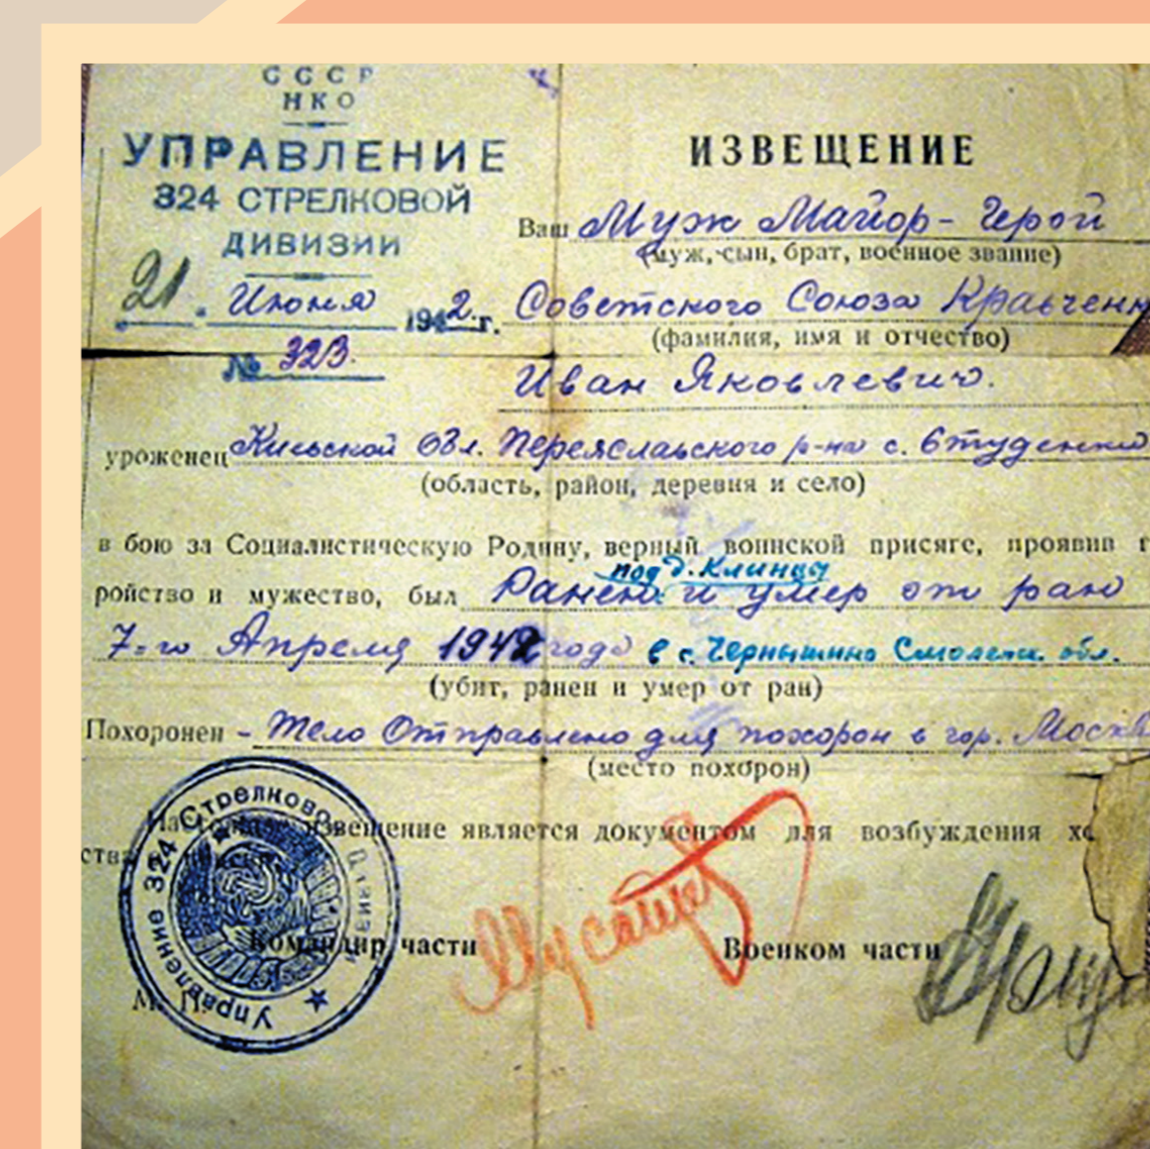 СССР
НКО
УПРАВЛЕНИЕ
324 СТРЕЛКОВОЙ
ДИВИЗИИ
21. Июня 1942. г.
№ 323.
ИЗВЕЩЕНИЕ
Ваш Муж Майор - Герой
(муж, сын, брат, военное звание)
Советского Союза Кравченк
(фамилия, имя и отчество)
Иван Яковлевич.
уроженец Киевской обл. Переяславского р-на с.
(область, район, деревня и село)
в бою за Социалистическую Родину, верный воинской присяге, проявив г
под д. Клинцы
ройство и мужество, был Ранен и умер от ран
7-го Апреля 1942 года в с. Чернышино Смоленск. обл.
(убит, ранен и умер от ран)
Похоронен - Тело Отправлено для похорон в гор. Москв
(место похорон)
извещение является документом для возбуждения хо
ства
Командир части
Военком части
М. П.
Управление 324 Стрелковой Дивизии